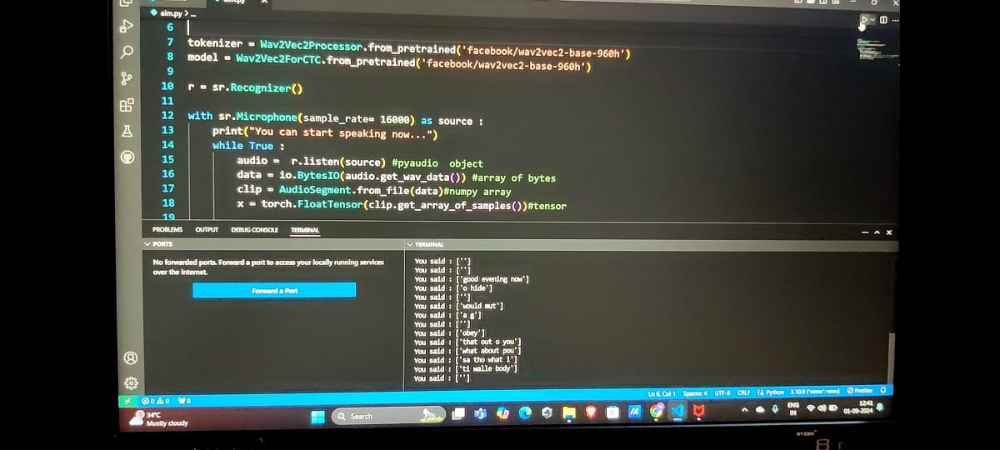 aim.py > ...
6
7 tokenizer = Wav2Vec2Processor.from_pretrained('facebook/wav2vec2-base-960h')
8 model = Wav2Vec2ForCTC.from_pretrained('facebook/wav2vec2-base-960h')
9
10 r = sr.Recognizer()
11
12 with sr.Microphone(sample_rate= 16000) as source :
13 print("You can start speaking now...")
14 while True :
15 audio = r.listen(source) #pyaudio object
16 data = io.BytesIO(audio.get_wav_data()) #array of bytes
17 clip = AudioSegment.from_file(data)#numpy array
18 x = torch.FloatTensor(clip.get_array_of_samples())#tensor
19
PROBLEMS OUTPUT DEBUG CONSOLE TERMINAL
PORTS
No forwarded ports. Forward a port to access your locally running services
over the internet.
Forward a Port
TERMINAL
You said : ['']
You said : ['']
You said : ['good evening now']
You said : ['o hide']
You said : ['']
You said : ['would mut']
You said : ['a g']
You said : ['']
You said : ['obey']
You said : ['that out o you']
You said : ['what about pou']
You said : ['sa tho what i']
You said : ['ti walle body']
You said : ['']
0 0 0 Ln 6, Col 1 Spaces: 4 UTF-8 CRLF Python 3.10.9 ('venv': venv) Prettier
34°C
Mostly cloudy
Search
ENG
IN
12:41
01-09-2024
RYZEN